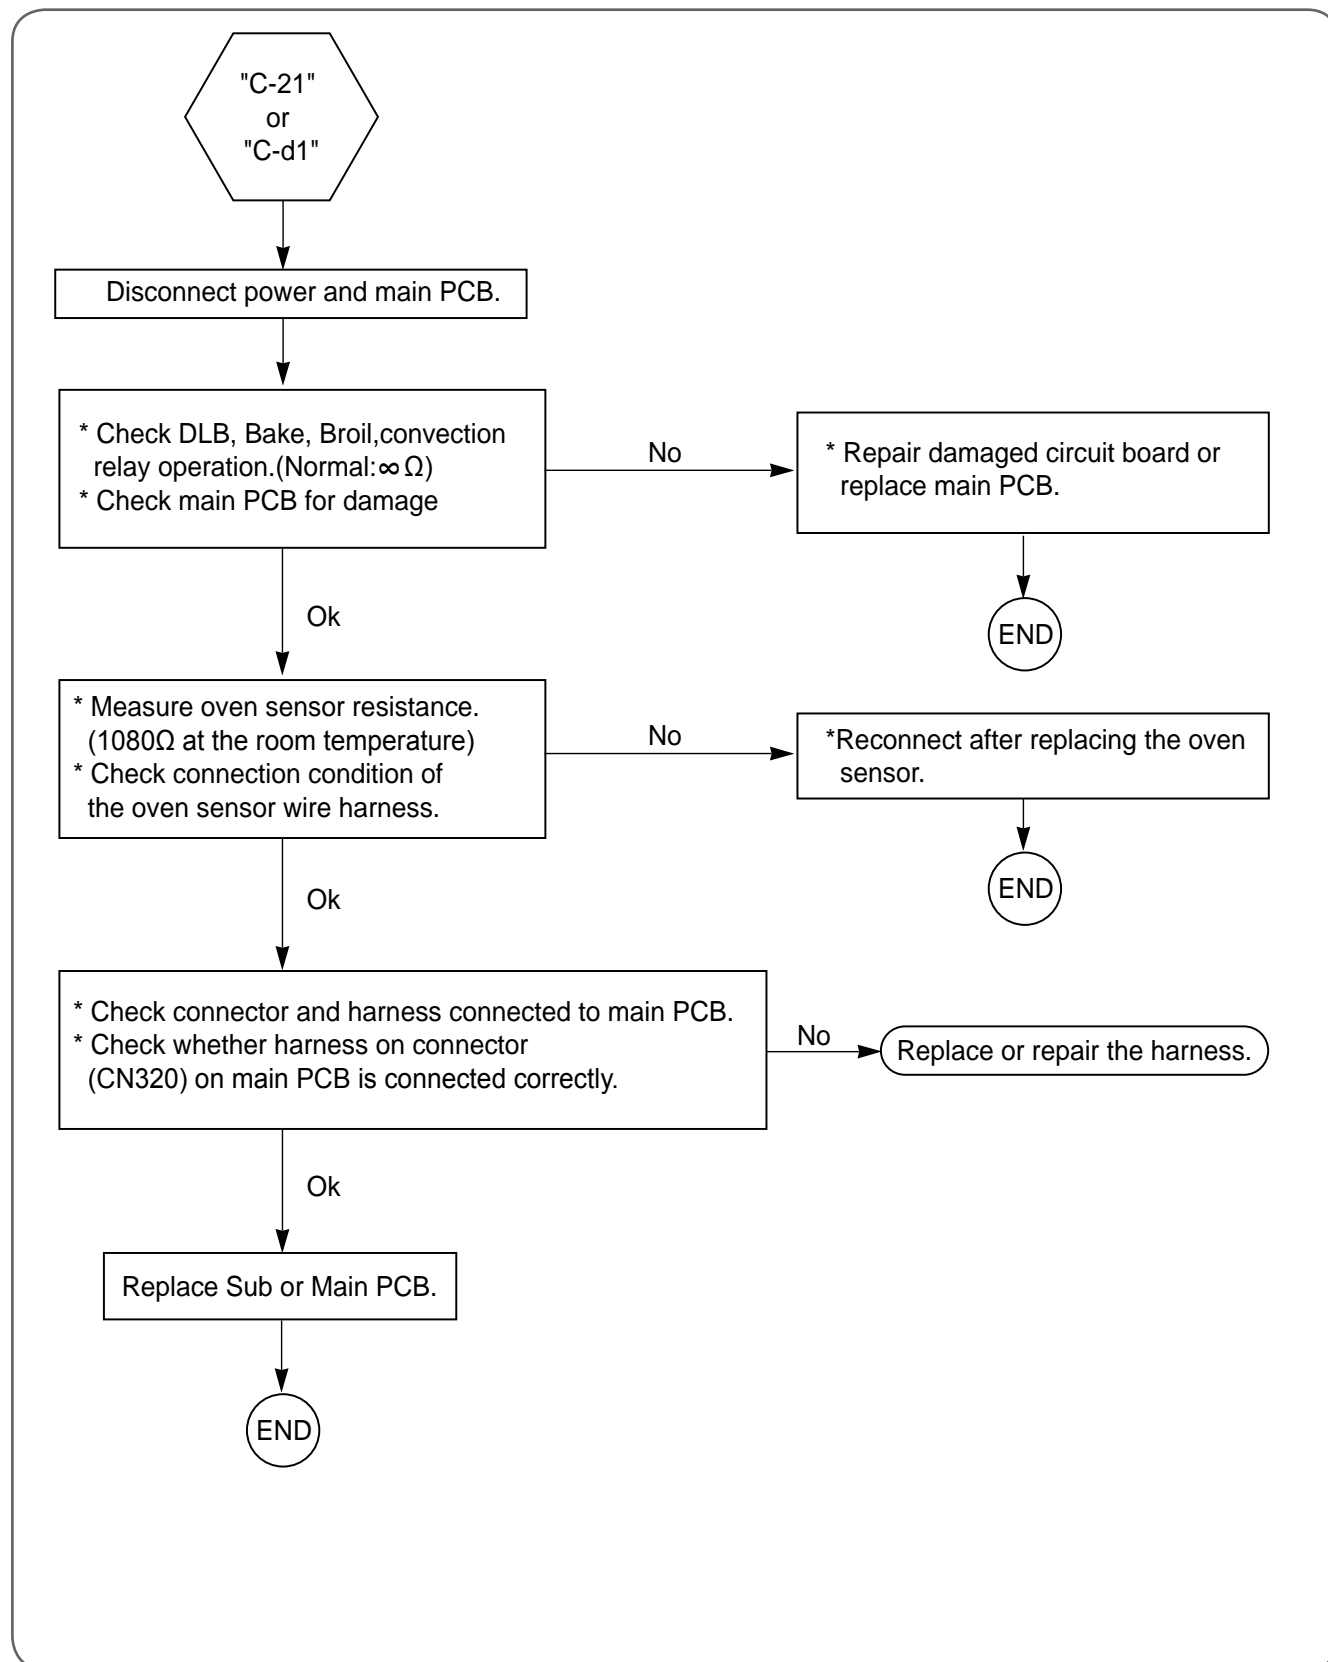 "C-21"
or
"C-d1"
Disconnect power and main PCB.
* Check DLB, Bake, Broil,convection
relay operation.(Normal:∞ Ω)
* Check main PCB for damage
No
* Repair damaged circuit board or
replace main PCB.
END
Ok
* Measure oven sensor resistance.
(1080Ω at the room temperature)
* Check connection condition of
the oven sensor wire harness.
No
*Reconnect after replacing the oven
sensor.
END
Ok
* Check connector and harness connected to main PCB.
* Check whether harness on connector
(CN320) on main PCB is connected correctly.
No
Replace or repair the harness.
Ok
Replace Sub or Main PCB.
END